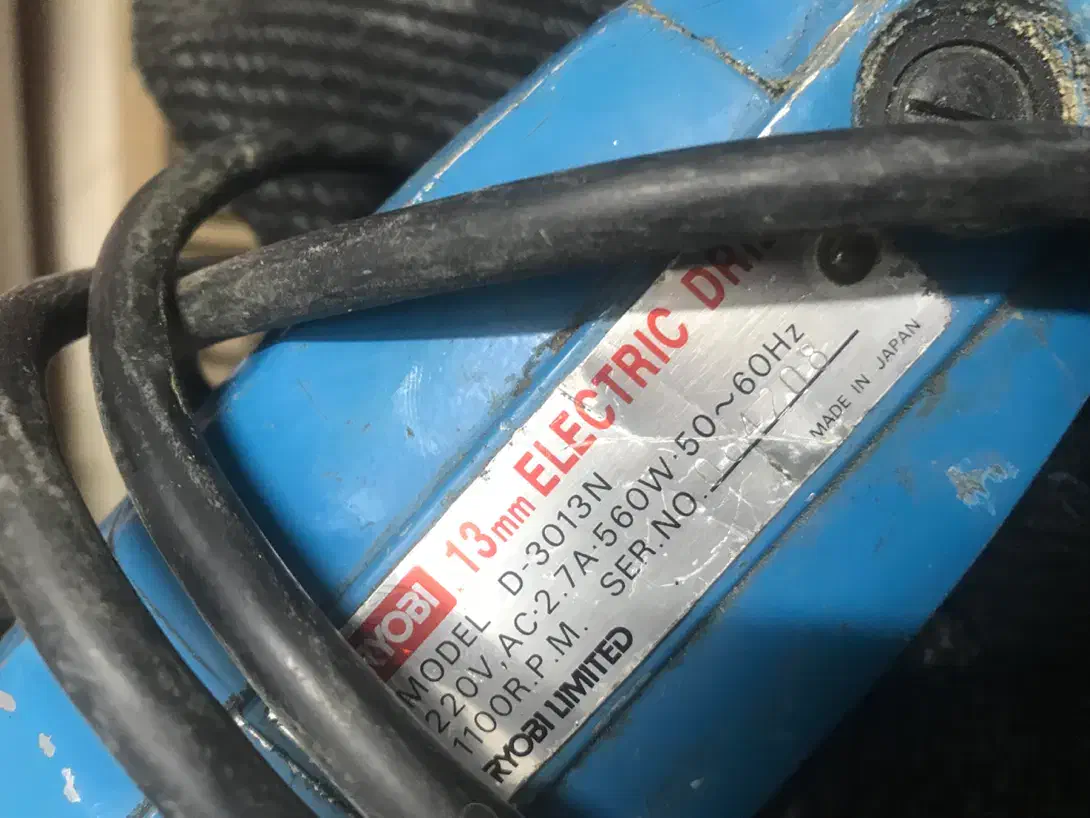 RYOBI 13mm ELECTRIC
MODEL D-3013N
220V,AC·2.7A·560W·50~60Hz
1100R.P.M. SER.NO.
RYOBI LIMITED
MADE IN JAPAN